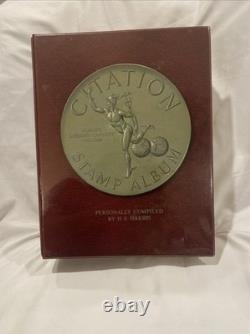 CITATION
STAMP ALBUM
PERSONALLY COMPILED
BY H. E. HARRIS